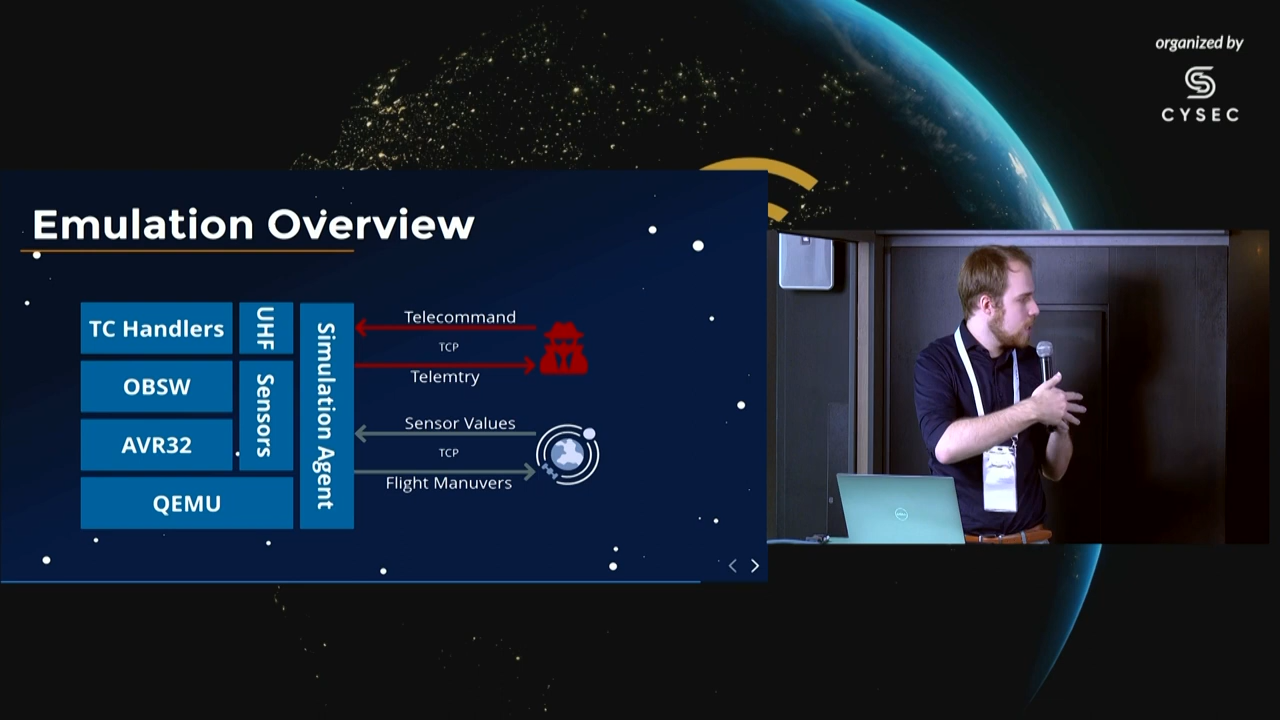 organized by
CYSEC
Emulation Overview
TC Handlers
UHF
OBSW
Sensors
AVR32
QEMU
Simulation Agent
Telecommand
TCP
Telemtry
Sensor Values
TCP
Flight Manuvers
DELL